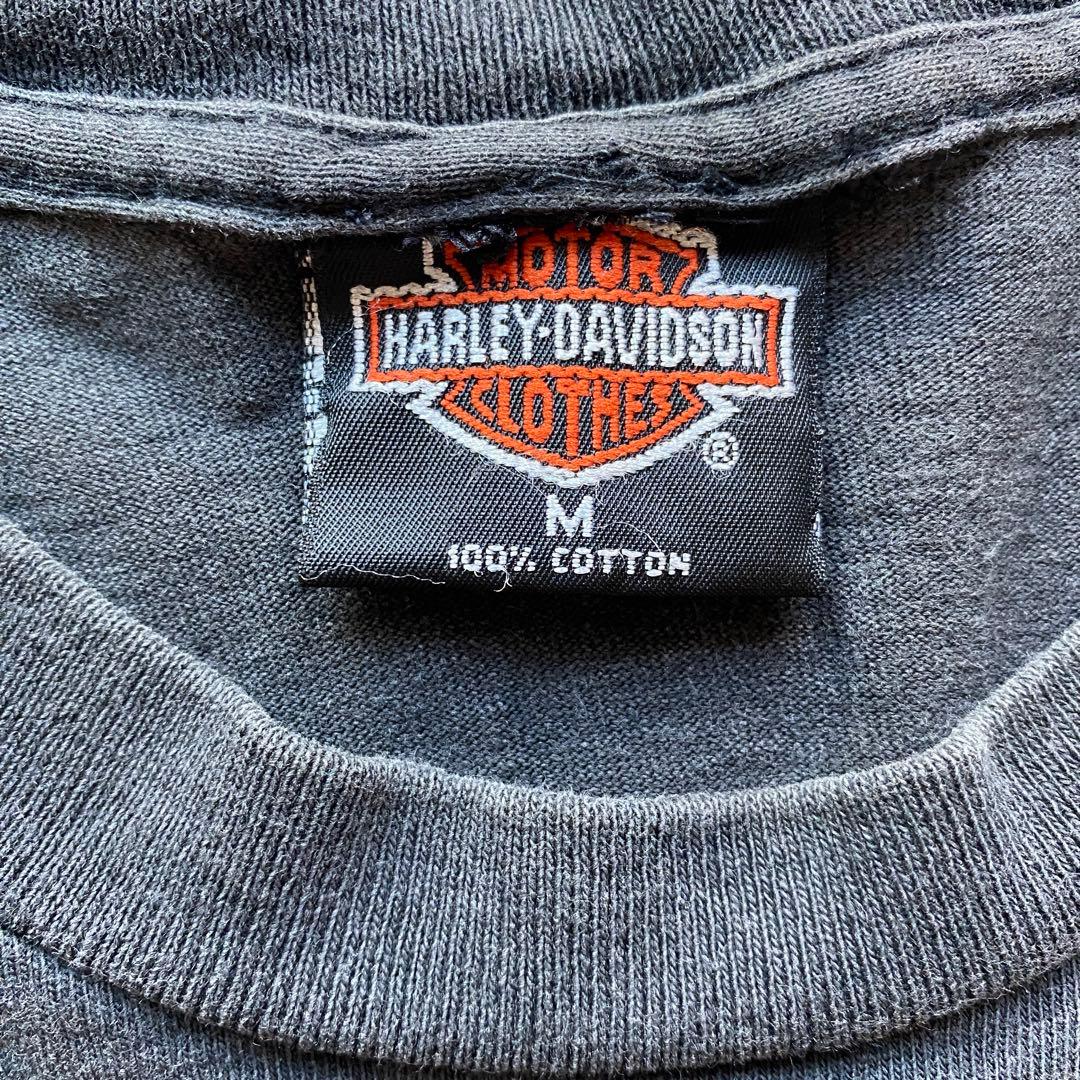 MOTOR
HARLEY-DAVIDSON
CLOTHES
®
M
100% COTTON